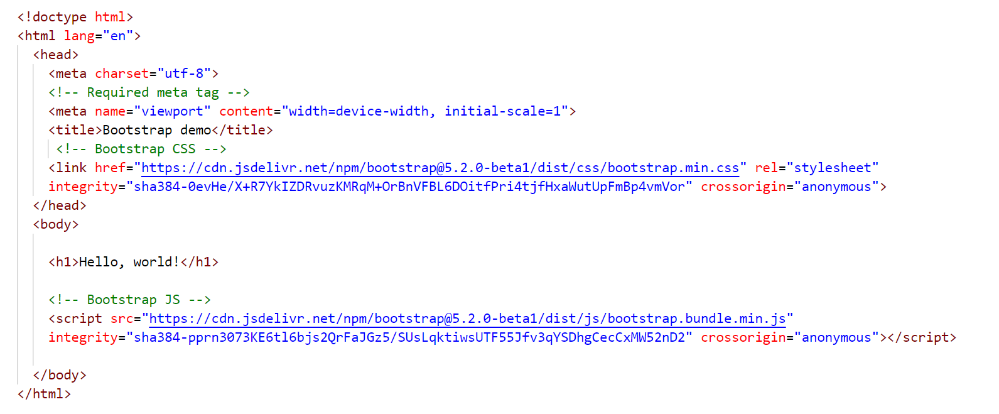 <!doctype html>
<html lang="en">
<head>
<meta charset="utf-8">
<!-- Required meta tag -->
<meta name="viewport" content="width=device-width, initial-scale=1">
<title>Bootstrap demo</title>
<!-- Bootstrap CSS -->
<link href="https://cdn.jsdelivr.net/npm/bootstrap@5.2.0-beta1/dist/css/bootstrap.min.css" rel="stylesheet"
integrity="sha384-0evHe/X+R7YkIZDRvuzKMRqM+OrBnVFBL6DOitfPri4tjfHxaWutUpFmBp4vmVor" crossorigin="anonymous">
</head>
<body>
<h1>Hello, world!</h1>
<!-- Bootstrap JS -->
<script src="https://cdn.jsdelivr.net/npm/bootstrap@5.2.0-beta1/dist/js/bootstrap.bundle.min.js"
integrity="sha384-pprn3073KE6tl6bjs2QrFaJGz5/SUsLqktiwsUTF55Jfv3qYSDhgCecCxMW52nD2" crossorigin="anonymous"></script>
</body>
</html>